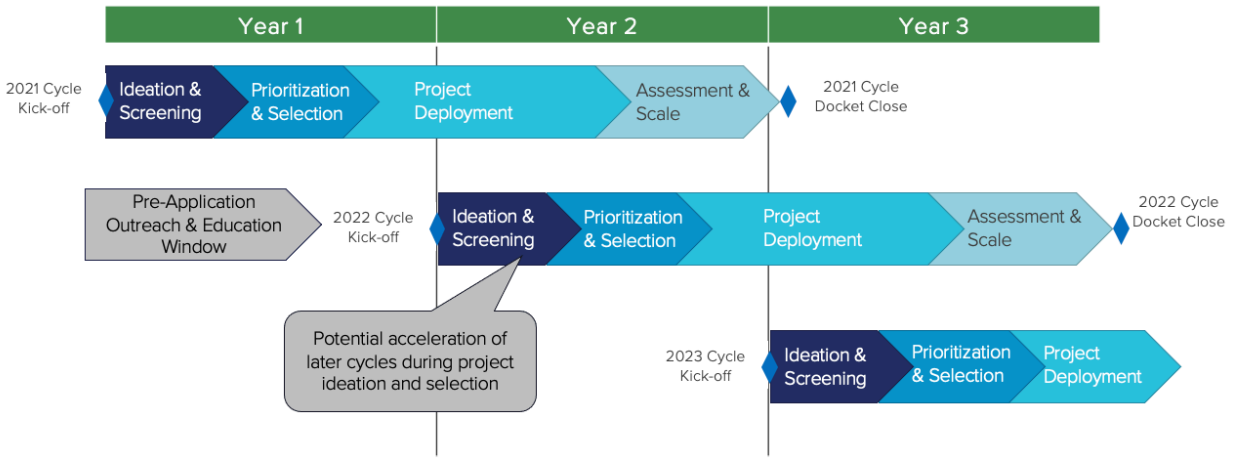 Year 1
Year 2
Year 3
2021 Cycle
Kick-off
Ideation &
Screening
Prioritization
& Selection
Project
Deployment
Assessment &
Scale
2021 Cycle
Docket Close
Pre-Application
Outreach & Education
Window
2022 Cycle
Kick-off
Ideation &
Screening
Prioritization
& Selection
Project
Deployment
Assessment &
Scale
2022 Cycle
Docket Close
Potential acceleration of
later cycles during project
ideation and selection
2023 Cycle
Kick-off
Ideation &
Screening
Prioritization
& Selection
Project
Deployment